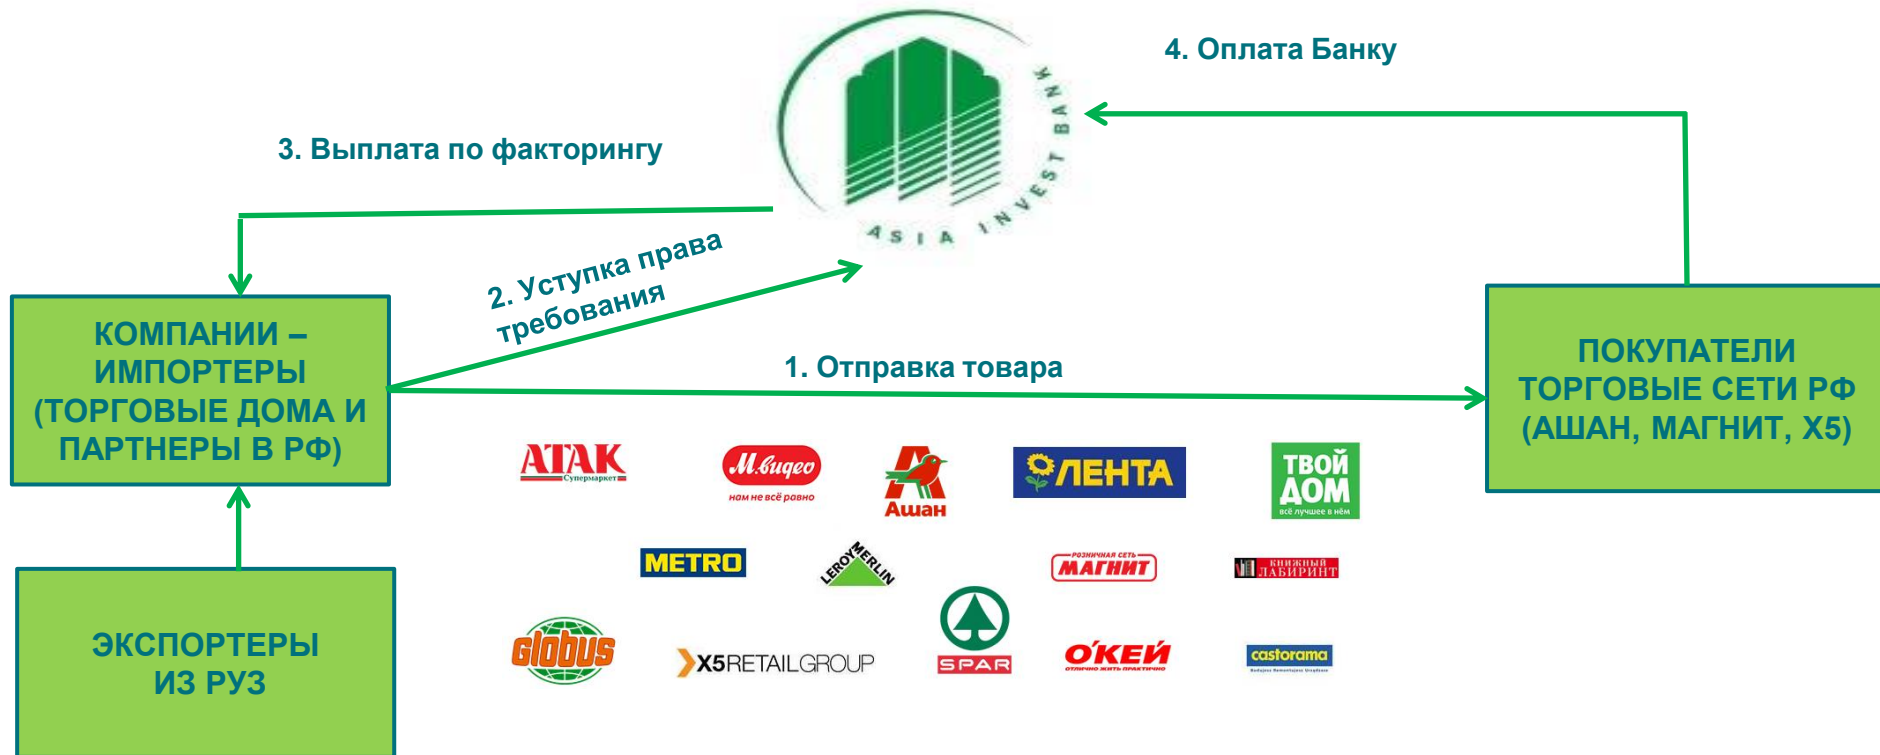 4. Оплата Банку
3. Выплата по факторингу
ASIA INVEST BANK
2. Уступка права
требования
КОМПАНИИ –
ИМПОРТЕРЫ
(ТОРГОВЫЕ ДОМА И
ПАРТНЕРЫ В РФ)
1. Отправка товара
ПОКУПАТЕЛИ
ТОРГОВЫЕ СЕТИ РФ
(АШАН, МАГНИТ, X5)
АТАК
Супермаркет
М.видео
нам не всё равно
Ашан
ЛЕНТА
ТВОЙ
ДОМ
всё лучшее в нём
METRO
LEROY MERLIN
РОЗНИЧНАЯ СЕТЬ
МАГНИТ
КНИЖНЫЙ
ЛАБИРИНТ
ЭКСПОРТЕРЫ
ИЗ РУЗ
Globus
X5RETAILGROUP
SPAR
О'КЕЙ
ОТЛИЧНО ЖИТЬ ПРАКТИЧНО
castorama